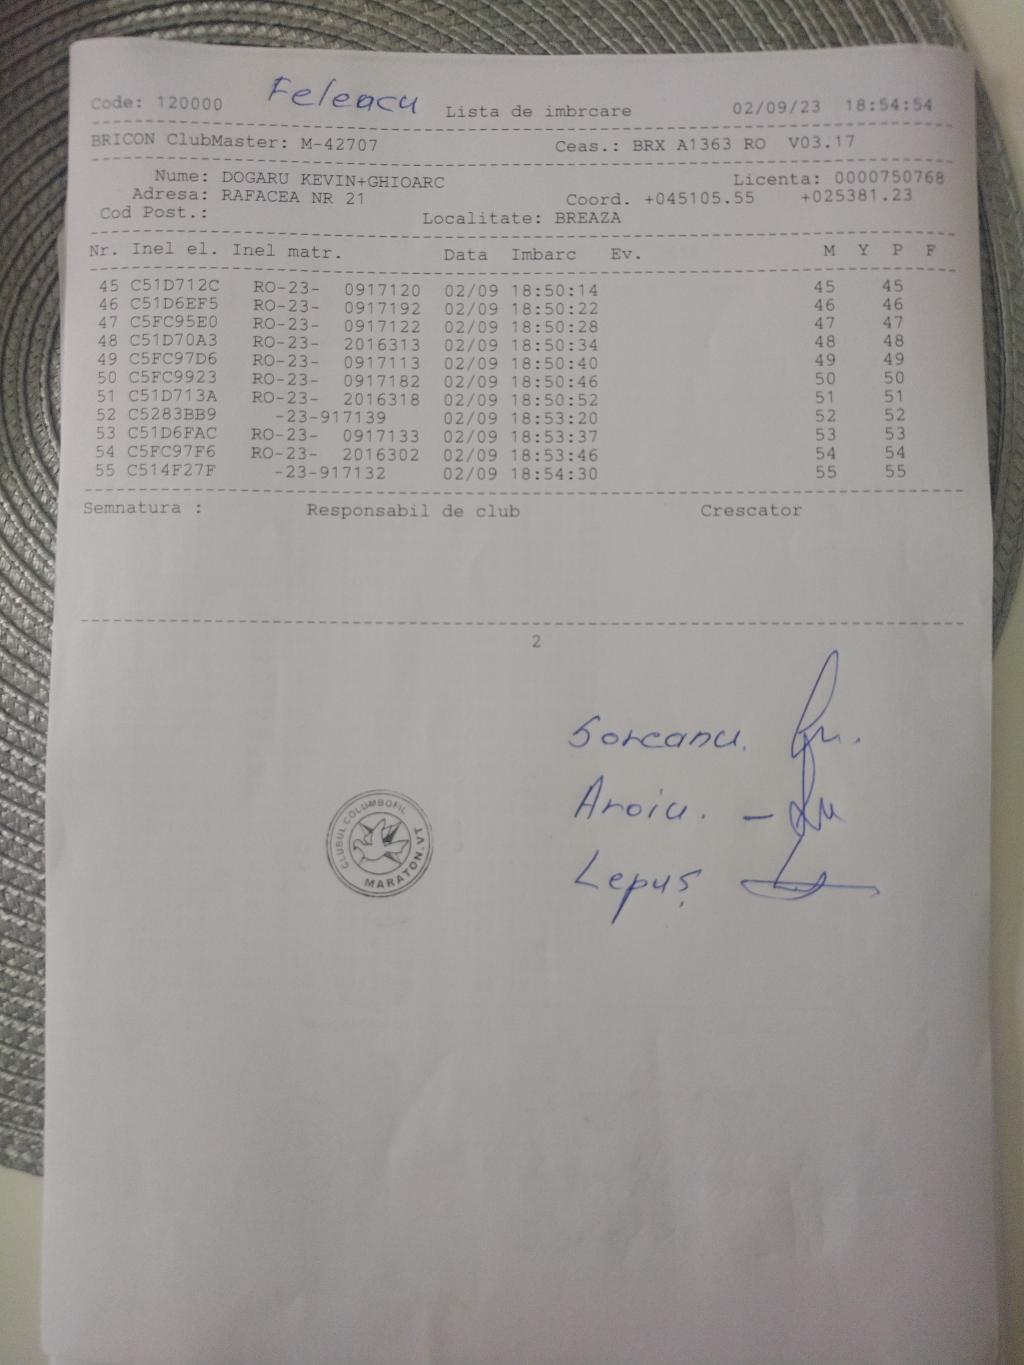 Code: 120000 Feleacu Lista de imbrcare 02/09/23 18:54:54
BRICON ClubMaster: M-42707 Ceas.: BRX A1363 RO V03.17
Nume: DOGARU KEVIN+GHIOARC Licenta: 0000750768
Adresa: RAFACEA NR 21 Coord. +045105.55 +025381.23
Cod Post.: Localitate: BREAZA
Nr. Inel el. Inel matr. Data Imbarc Ev. M Y P F
45 C51D712C RO-23- 0917120 02/09 18:50:14 45 45
46 C51D6EF5 RO-23- 0917192 02/09 18:50:22 46 46
47 C5FC95E0 RO-23- 0917122 02/09 18:50:28 47 47
48 C51D70A3 RO-23- 2016313 02/09 18:50:34 48 48
49 C5FC97D6 RO-23- 0917113 02/09 18:50:40 49 49
50 C5FC9923 RO-23- 0917182 02/09 18:50:46 50 50
51 C51D713A RO-23- 2016318 02/09 18:50:52 51 51
52 C5283BB9 -23-917139 02/09 18:53:20 52 52
53 C51D6FAC RO-23- 0917133 02/09 18:53:37 53 53
54 C5FC97F6 RO-23- 2016302 02/09 18:53:46 54 54
55 C514F27F -23-917132 02/09 18:54:30 55 55
Semnatura : Responsabil de club Crescator
2
Soreanu.
Aroiu. -
Lepuș
CLUBUL COLUMBOFIL
MARATON.VT